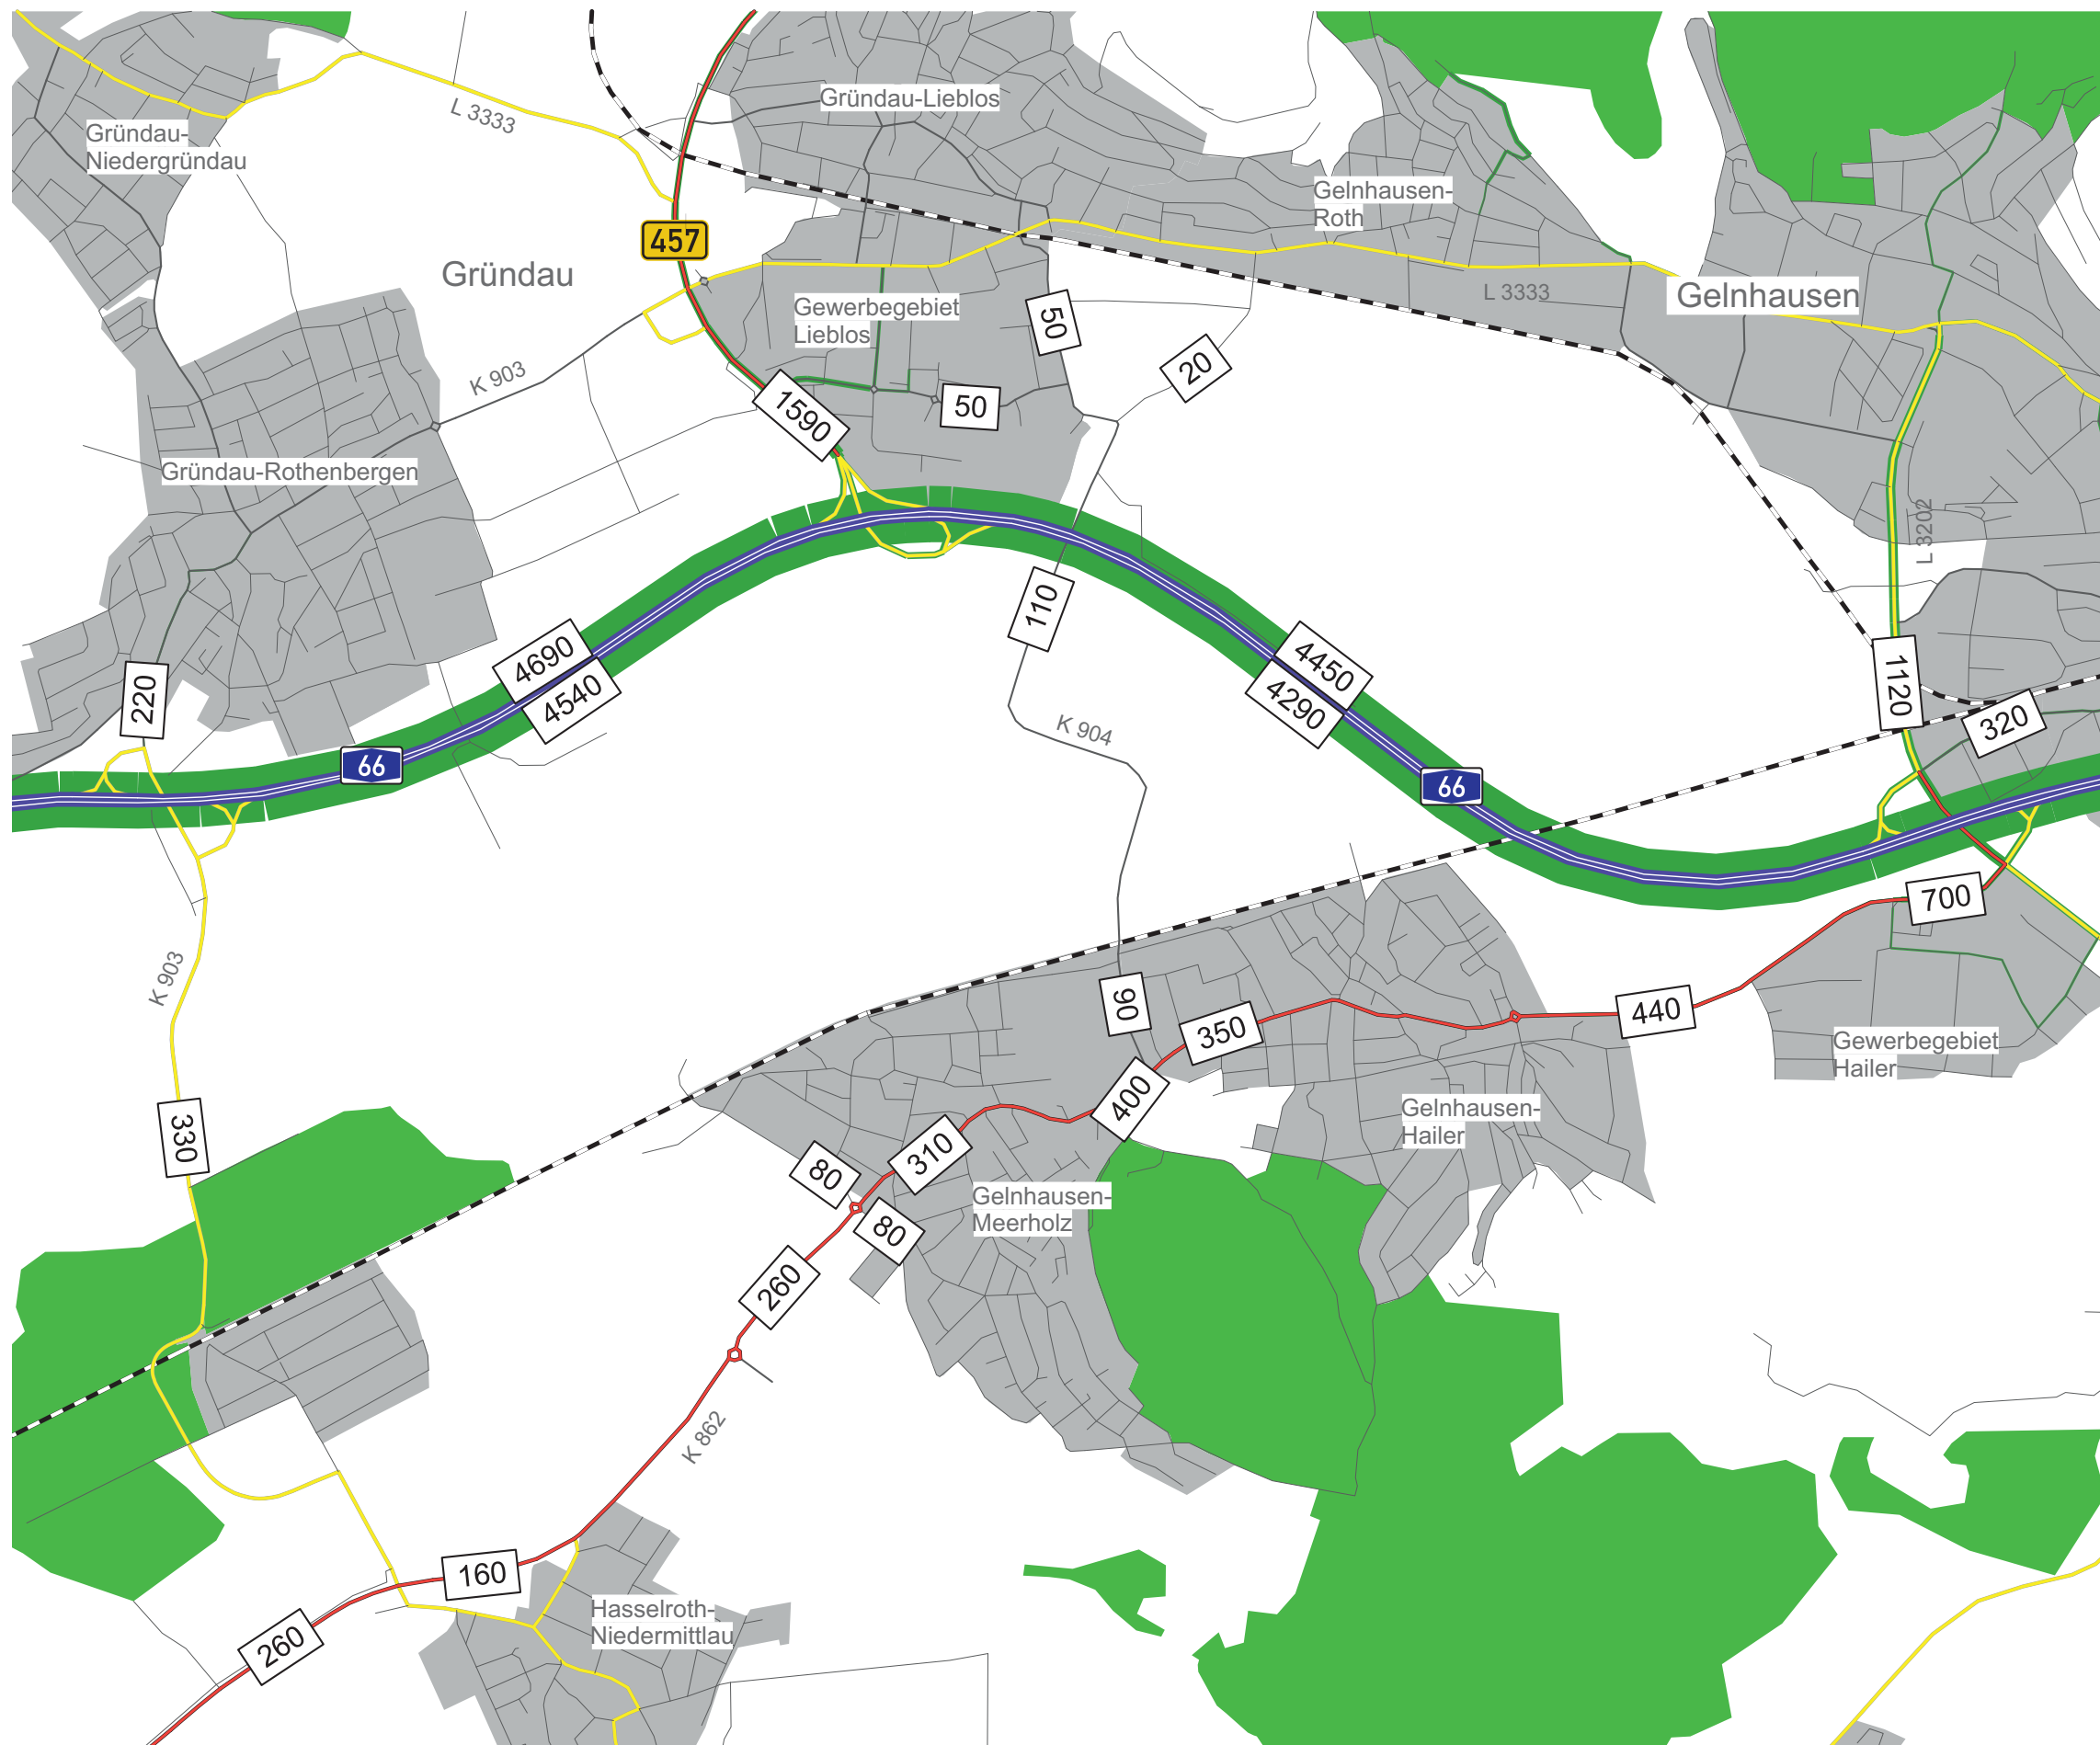 Gründau-Lieblos
L 3333
Gründau-
Niedergründau
Gelnhausen-
Roth
457
Gründau
L 3333
Gelnhausen
Gewerbegebiet
Lieblos
50
20
K 903
1590
50
Gründau-Rothenbergen
L 3202
110
4690
4540
4450
4290
220
1120
320
K 904
66
66
700
K 903
90
350
440
Gewerbegebiet
Hailer
400
330
Gelnhausen-
Hailer
310
80
80
Gelnhausen-
Meerholz
260
K 862
160
Hasselroth-
Niedermittlau
260